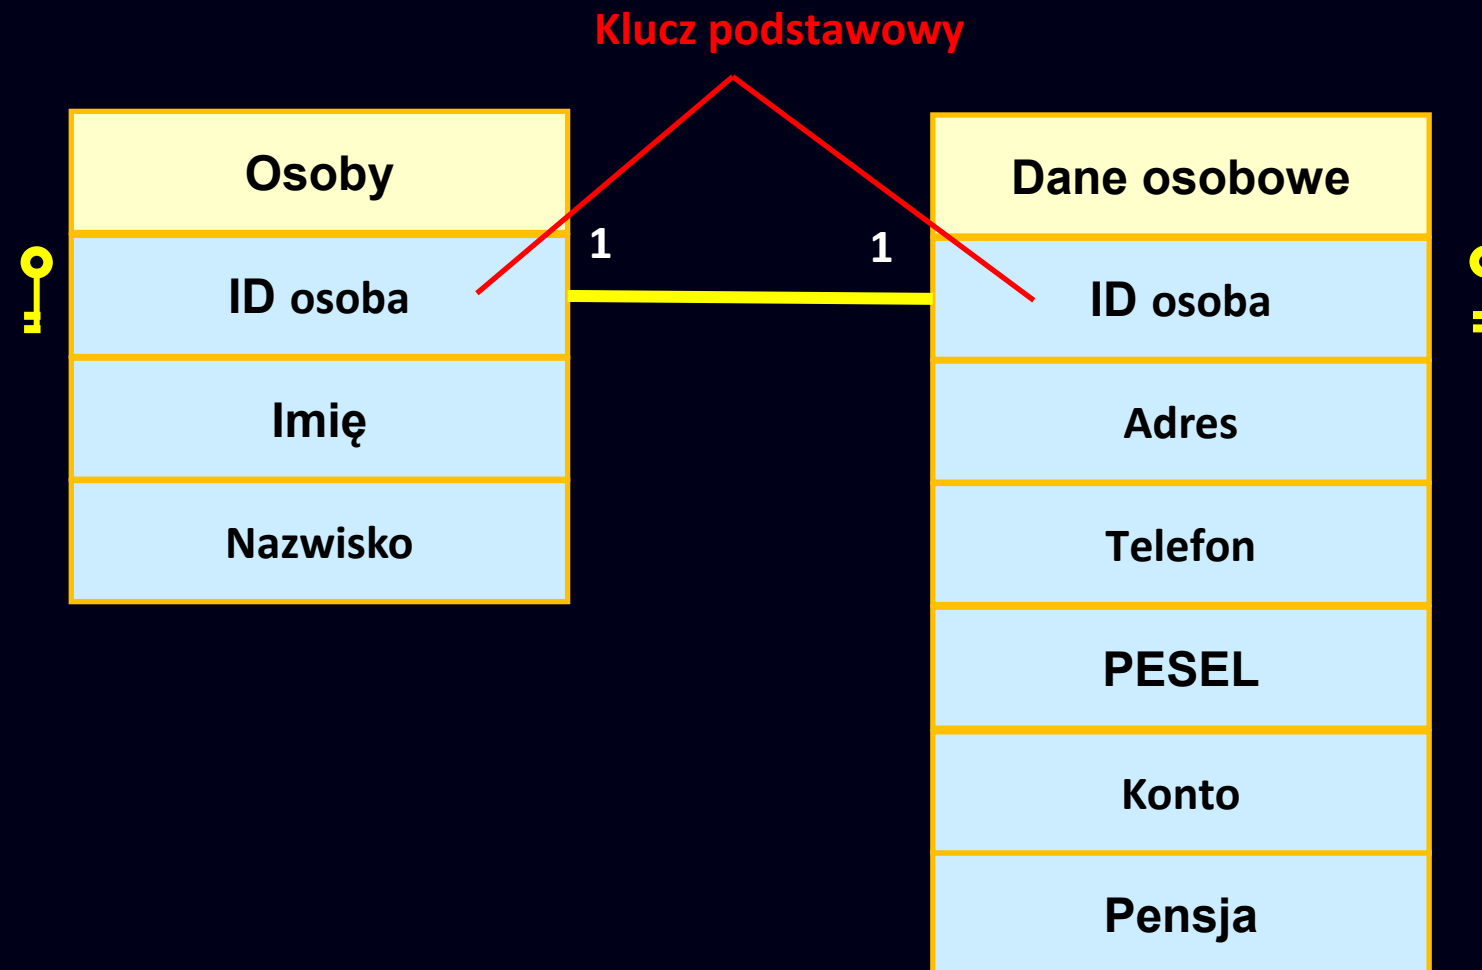 Klucz podstawowy
Osoby
1
ID osoba
Imię
Nazwisko
Dane osobowe
1
ID osoba
Adres
Telefon
PESEL
Konto
Pensja